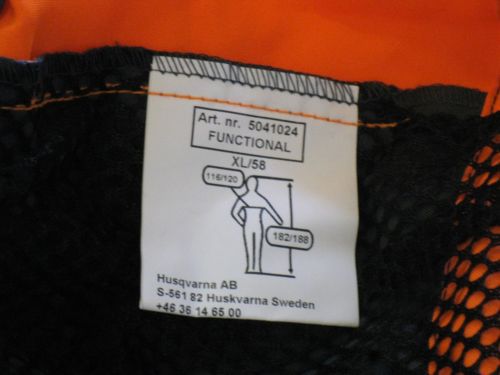 Art. nr. 5041024
FUNCTIONAL
XL/58
116/120
182/188
Husqvarna AB
S-561 82 Huskvarna Sweden
+46 36 14 65 00